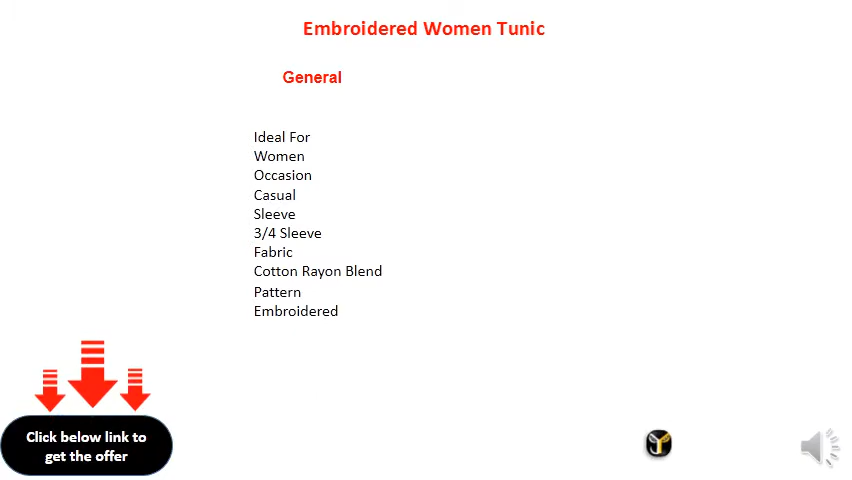 Embroidered Women Tunic
General
Ideal For
Women
Occasion
Casual
Sleeve
3/4 Sleeve
Fabric
Cotton Rayon Blend
Pattern
Embroidered
Click below link to
get the offer